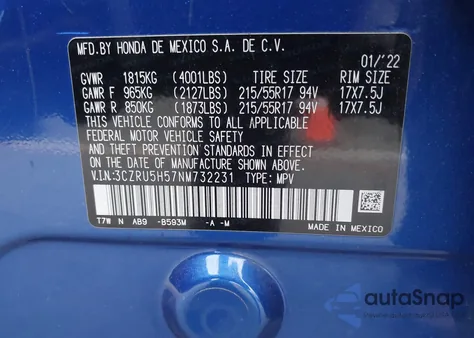 MFD.BY HONDA DE MEXICO S.A. DE C.V.
01/'22
GVWR 1815KG (4001LBS) TIRE SIZE RIM SIZE
GAWR F 965KG (2127LBS) 215/55R17 94V 17X7.5J
GAWR R 850KG (1873LBS) 215/55R17 94V 17X7.5J
THIS VEHICLE CONFORMS TO ALL APPLICABLE
FEDERAL MOTOR VEHICLE SAFETY
AND THEFT PREVENTION STANDARDS IN EFFECT
ON THE DATE OF MANUFACTURE SHOWN ABOVE.
V.I.N:3CZRU5H57NM732231 TYPE: MPV
T7W N AB9 -B593M -A -M
MADE IN MEXICO
autoSnap